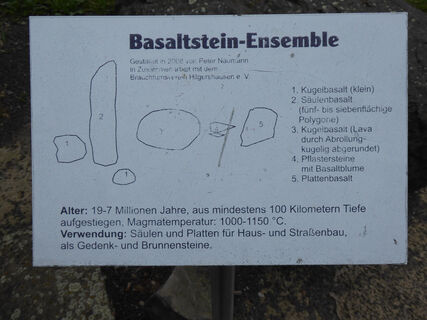 Basaltstein-Ensemble
Gestaltet in 2008 von Peter Naumann
in Zusammenarbeit mit dem
Brauchtumsverein Hilgershausen e. V.
1. Kugelbasalt (klein)
2. Säulenbasalt
(fünf- bis siebenflächige
Polygone)
3. Kugelbasalt (Lava
durch Abrollung
kugelig abgerundet)
4. Pflastersteine
mit Basaltblume
5. Plattenbasalt
1
2
5
1
Alter: 19-7 Millionen Jahre, aus mindestens 100 Kilometern Tiefe
aufgestiegen, Magmatemperatur: 1000-1150 °C.
Verwendung: Säulen und Platten für Haus- und Straßenbau,
als Gedenk- und Brunnensteine.